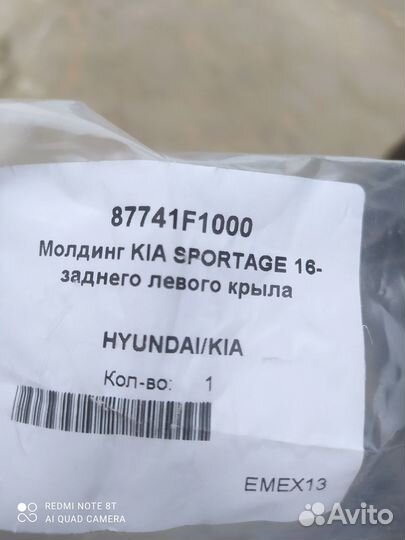 87741F1000
Молдинг KIA SPORTAGE 16-
заднего левого крыла
HYUNDAI/KIA
Кол-во: 1
EMEX13
REDMI NOTE 8T
AI QUAD CAMERA
Avito